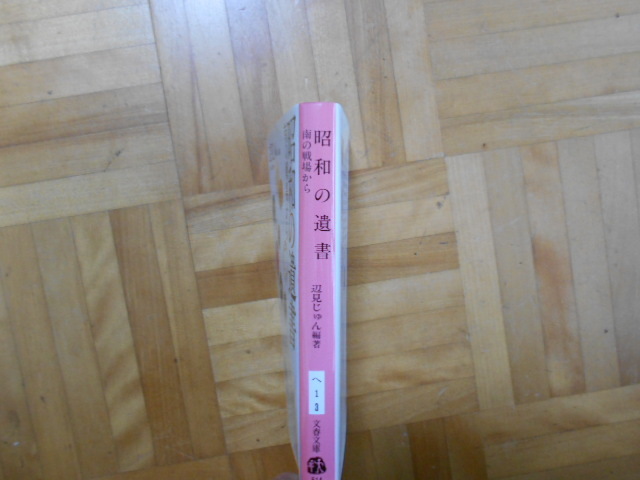 昭和の遺書
南の戦場から
辺見じゅん編著
へ
1
3
文春文庫